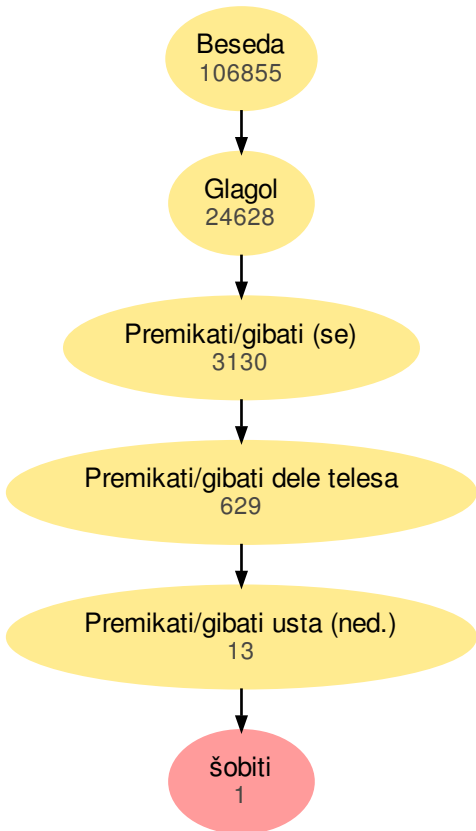 Beseda
106855
Glagol
24628
Premikati/gibati (se)
3130
Premikati/gibati dele telesa
629
Premikati/gibati usta (ned.)
13
šobiti
1